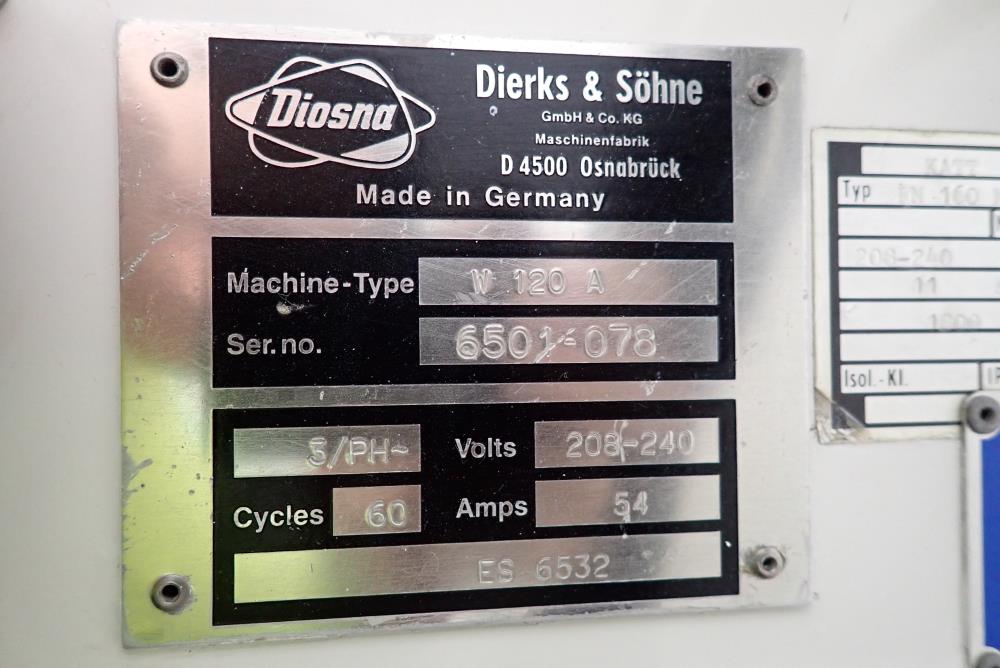 Diosna
Dierks & Söhne
GmbH & Co. KG
Maschinenfabrik
D 4500 Osnabrück
Made in Germany
Machine-Type W 120 A
Ser.no. 6501-078
3/PH~ Volts 208-240
Cycles 60 Amps 54
ES 6532
Typ 160
208-240
11
Isol.-Kl.